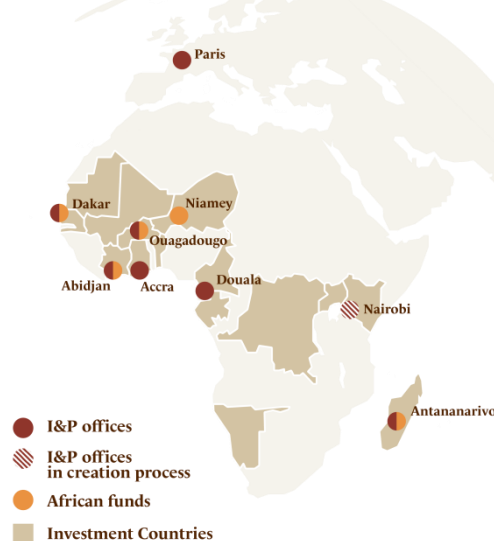 Paris
Dakar
Niamey
Ouagadougo
Abidjan
Accra
Douala
Nairobi
Antananarivo
I&P offices
I&P offices
in creation process
African funds
Investment Countries